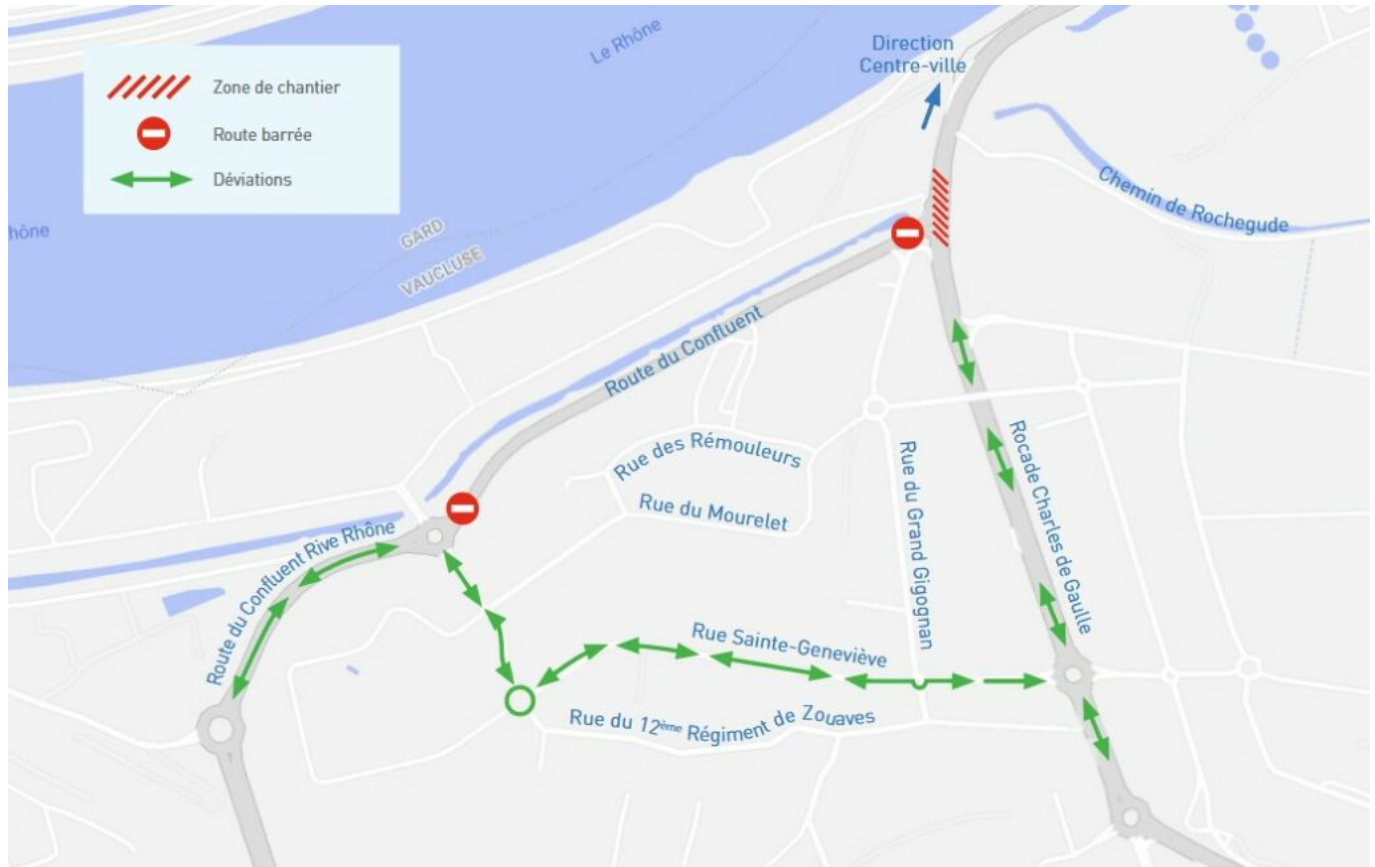 Zone de chantier
Route barrée
Déviations
Le Rhône
Direction
Centre-ville
hône
GARD
VAUCLUSE
Chemin de Rochegude
Route du Confluent
Rue des Rémouleurs
Rue du Mourelet
Rue du Grand Gigognan
Rocade Charles de Gaulle
Route du Confluent Rive Rhône
Rue Sainte-Geneviève
Rue du 12ème Régiment de Zouaves